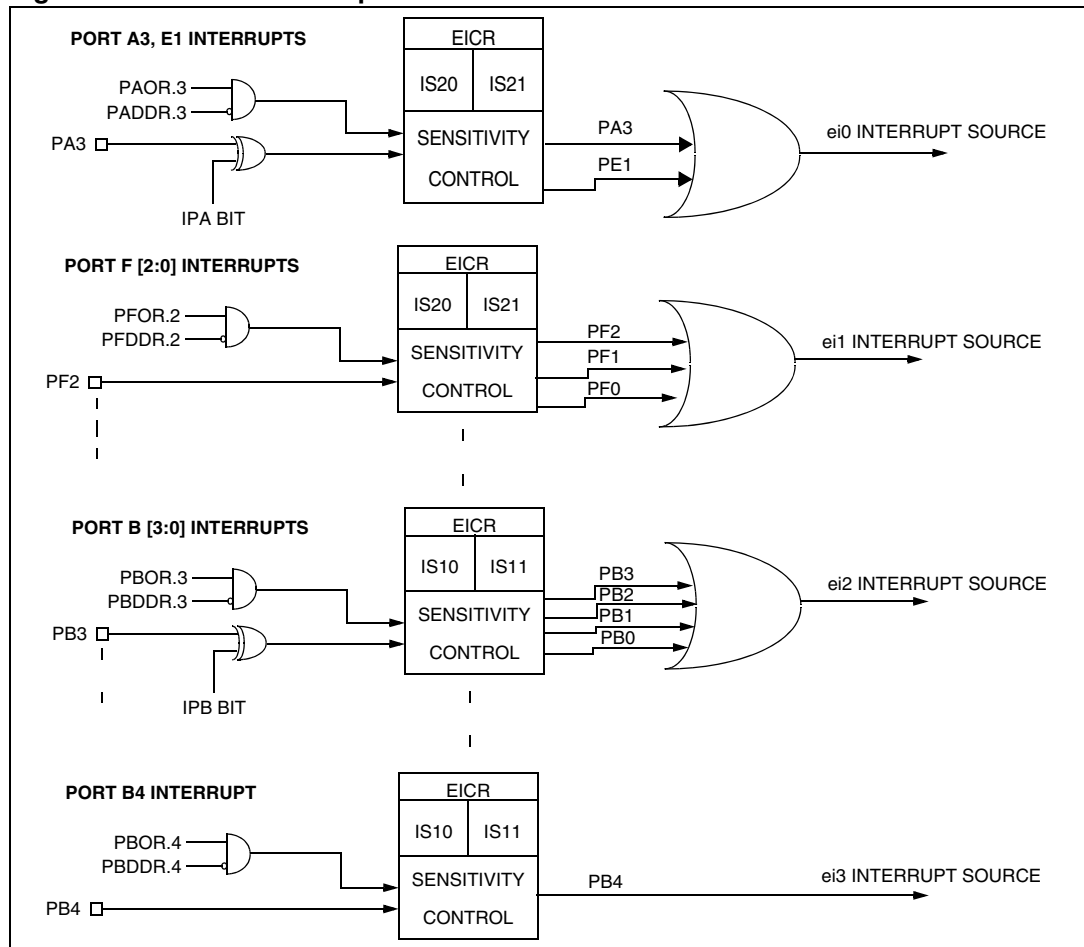 PORT A3, E1 INTERRUPTS
EICR
IS20 IS21
PAOR.3
PADDR.3
PA3
IPA BIT
SENSITIVITY
CONTROL
PA3
PE1
ei0 INTERRUPT SOURCE
PORT F [2:0] INTERRUPTS
EICR
IS20 IS21
PFOR.2
PFDDR.2
PF2
SENSITIVITY
CONTROL
PF2
PF1
PF0
ei1 INTERRUPT SOURCE
PORT B [3:0] INTERRUPTS
EICR
IS10 IS11
PBOR.3
PBDDR.3
PB3
IPB BIT
SENSITIVITY
CONTROL
PB3
PB2
PB1
PB0
ei2 INTERRUPT SOURCE
PORT B4 INTERRUPT
EICR
IS10 IS11
PBOR.4
PBDDR.4
PB4
SENSITIVITY
CONTROL
PB4
ei3 INTERRUPT SOURCE